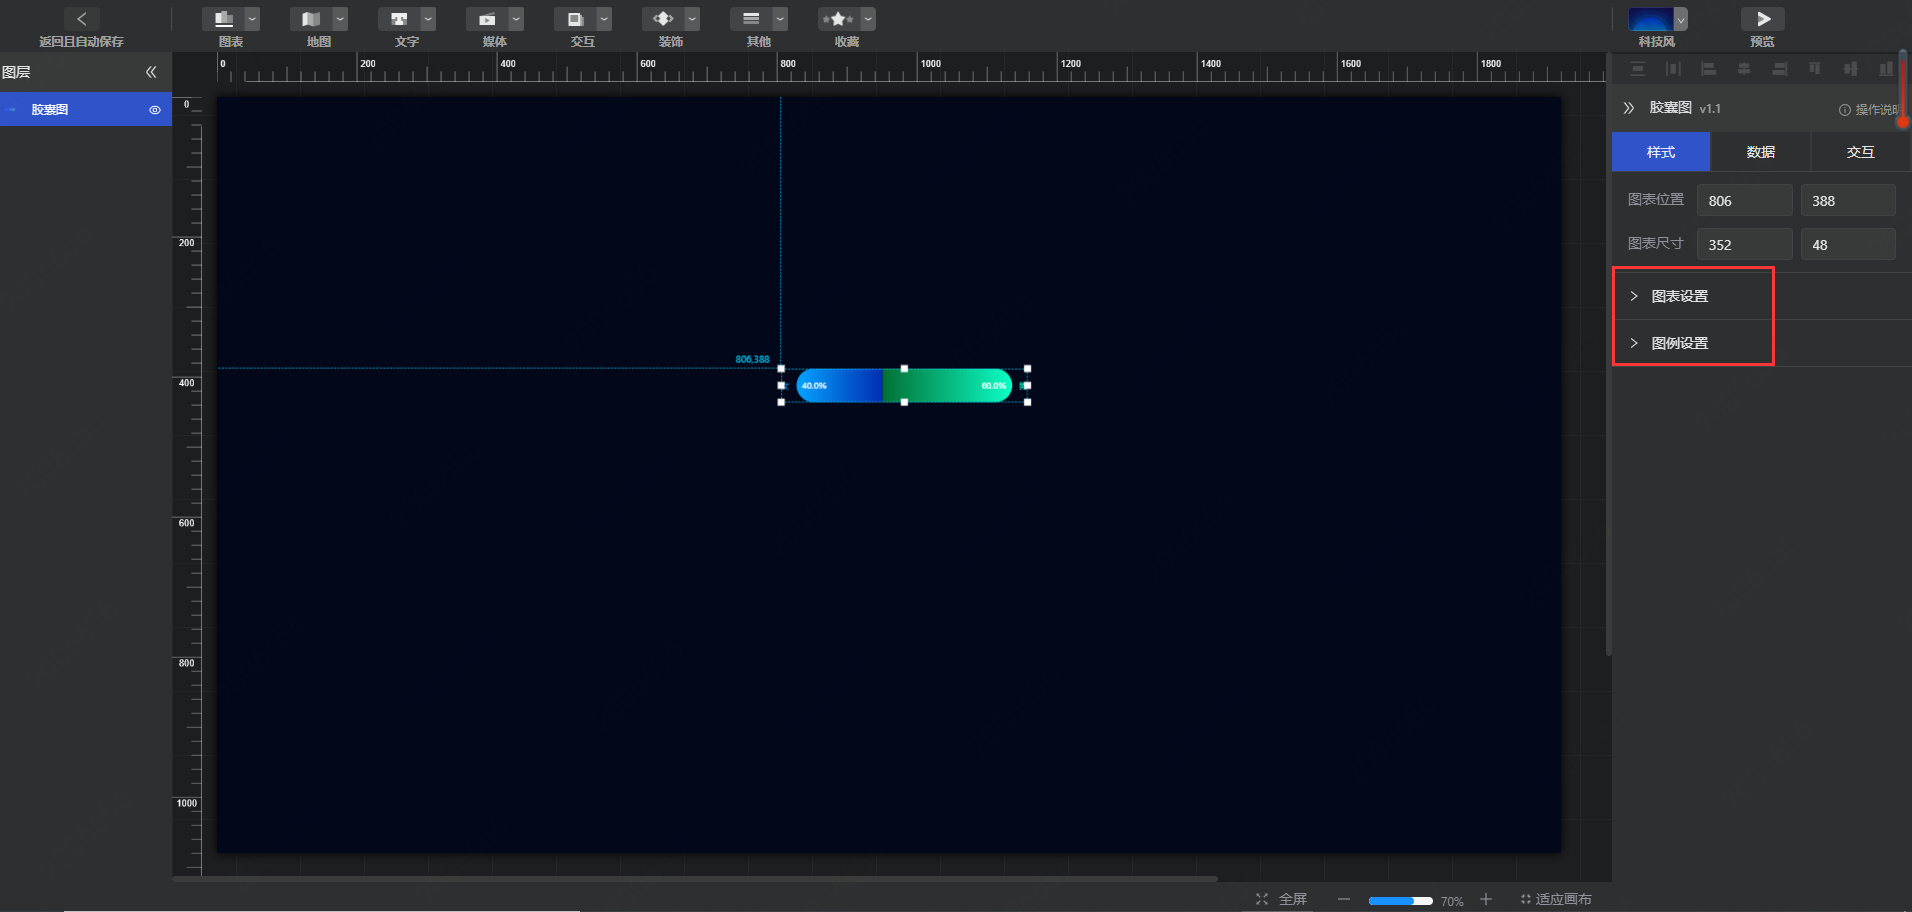 返回且自动保存
图表
地图
文字
媒体
交互
装饰
其他
收藏
科技风
预览
图层
胶囊图
0
200
400
600
800
1000
1200
1400
1600
1800
0
200
400
600
800
1000
806,388
40.0%
60.0%
胶囊图 v1.1
操作说明
样式
数据
交互
图表位置 806 388
图表尺寸 352 48
图表设置
图例设置
全屏
70%
适应画布